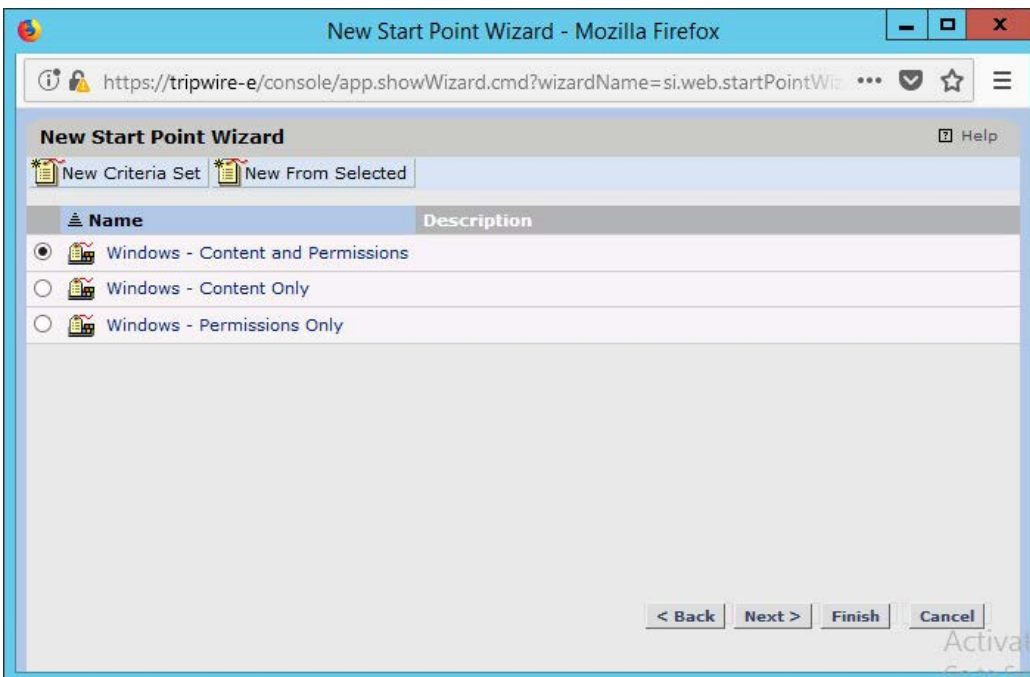 New Start Point Wizard - Mozilla Firefox
https://tripwire-e/console/app.showWizard.cmd?wizardName=si.web.startPointWiz
New Start Point Wizard
Help
New Criteria Set New From Selected
Name Description
Windows - Content and Permissions
Windows - Content Only
Windows - Permissions Only
< Back Next > Finish Cancel
Activat